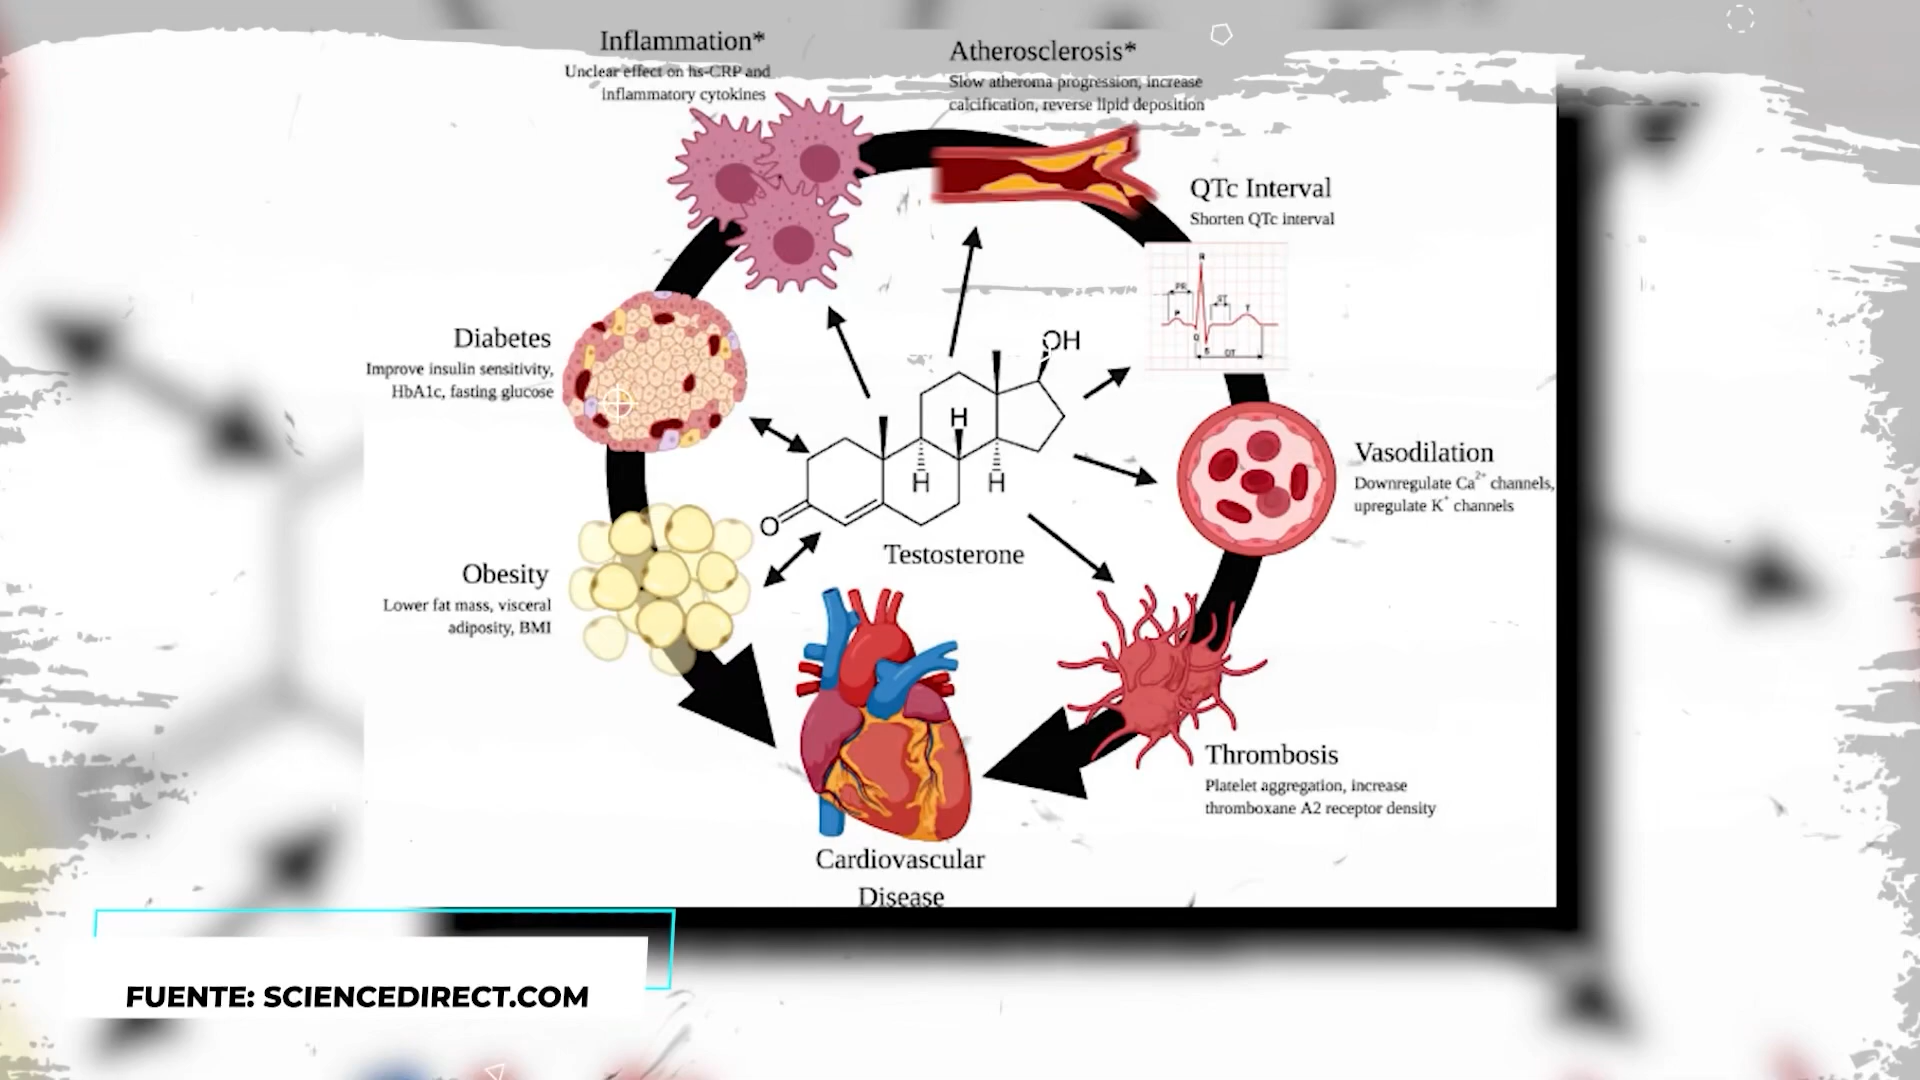 Inflammation*
Unclear effect on hs-CRP and
inflammatory cytokines
Atherosclerosis*
Slow atheroma progression, increase
calcification, reverse lipid deposition
QTc Interval
Shorten QTc interval
R
PR
ST
P
T
Q
S
QT
Diabetes
Improve insulin sensitivity,
HbA1c, fasting glucose
OH
H
H
H
O
Testosterone
Vasodilation
Downregulate Ca²⁺ channels,
upregulate K⁺ channels
Obesity
Lower fat mass, visceral
adiposity, BMI
Thrombosis
Platelet aggregation, increase
thromboxane A2 receptor density
Cardiovascular
Disease
FUENTE: SCIENCEDIRECT.COM